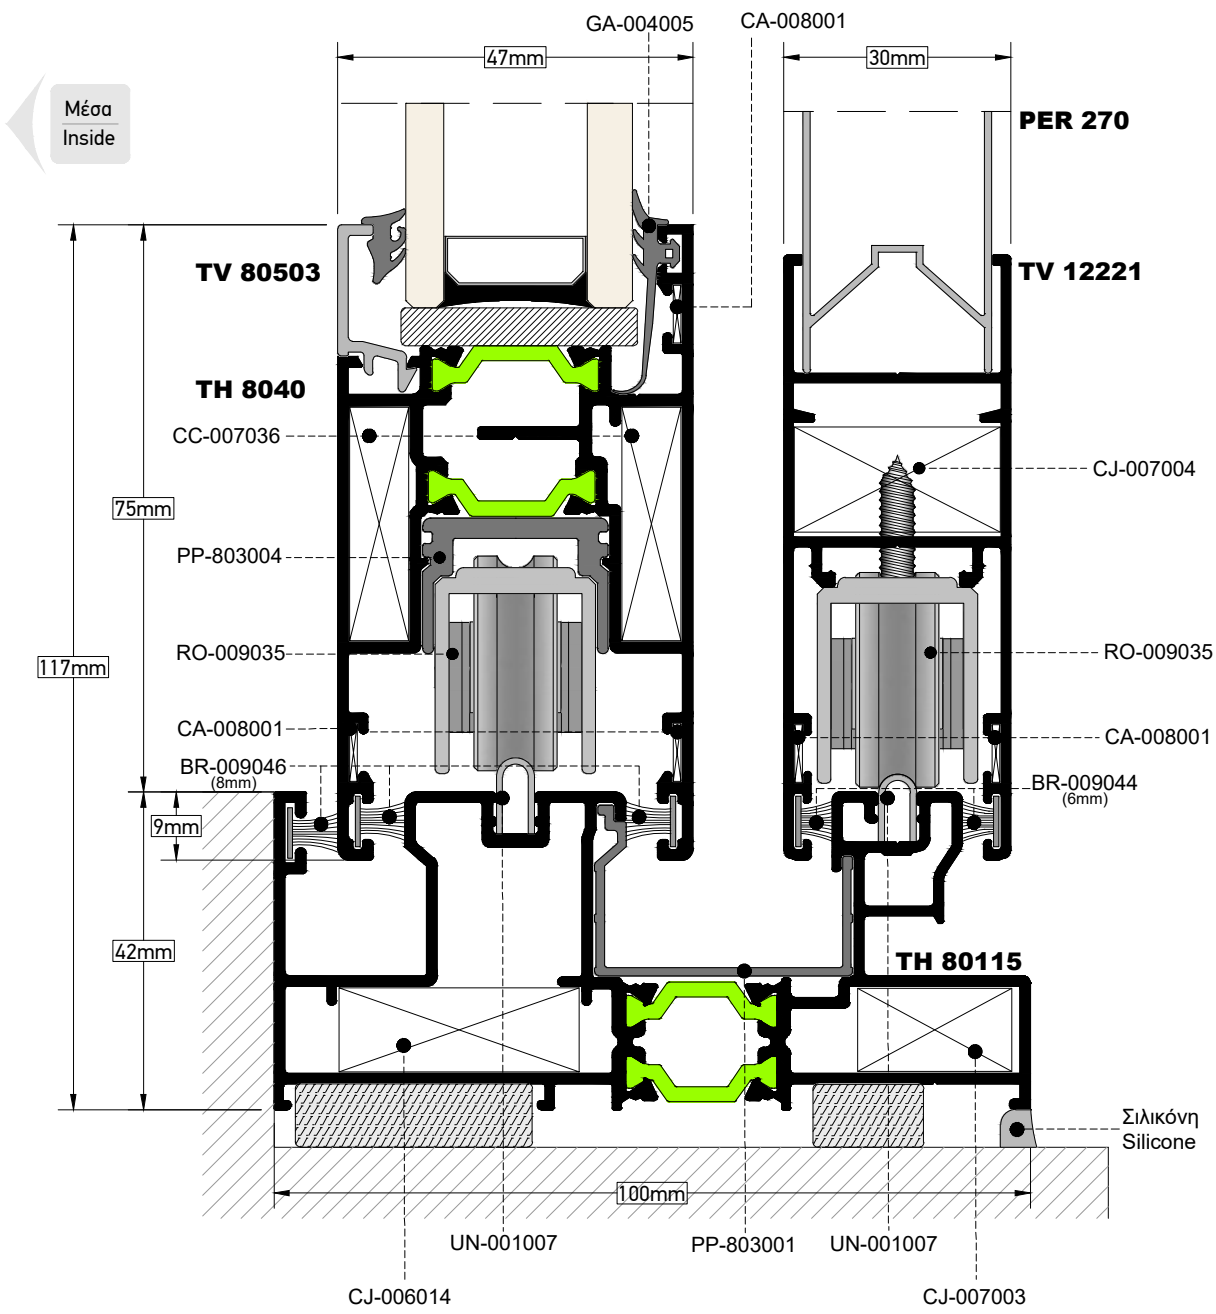 GA-004005
CA-008001
47mm
30mm
Μέσα
Inside
PER 270
TV 80503
TV 12221
TH 8040
CC-007036
CJ-007004
75mm
PP-803004
117mm
RO-009035
RO-009035
CA-008001
CA-008001
BR-009046
(8mm)
BR-009044
(6mm)
9mm
42mm
TH 80115
Σιλικόνη
Silicone
100mm
UN-001007
PP-803001
UN-001007
CJ-006014
CJ-007003